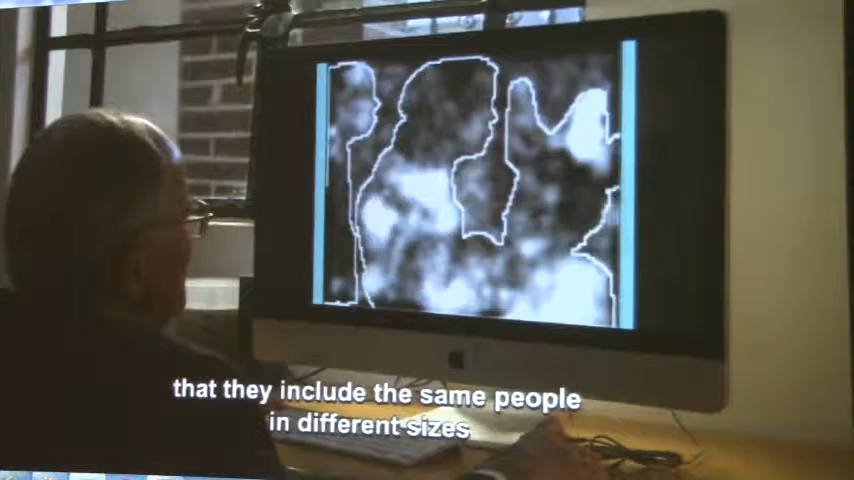 that they include the same people
in different sizes